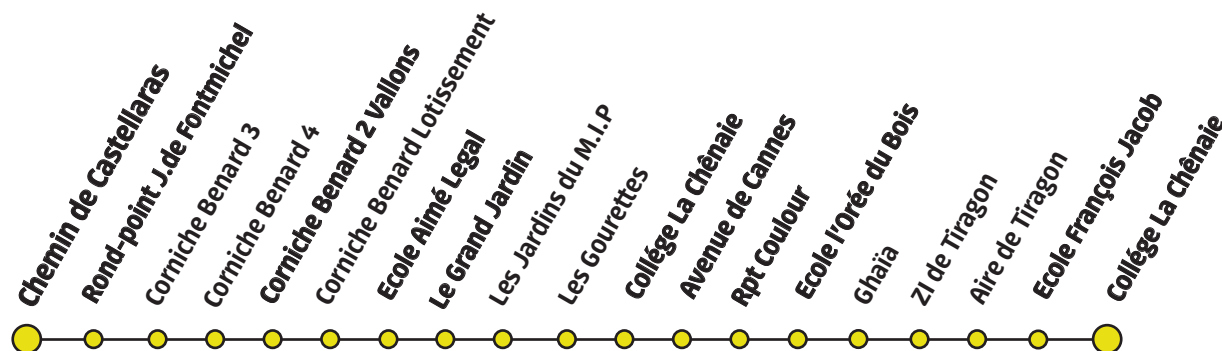 Chemin de Castellaras
Rond-point J.de Fontmichel
Corniche Benard 3
Corniche Benard 4
Corniche Benard 2 Vallons
Corniche Benard Lotissement
Ecole Aimé Legal
Le Grand Jardin
Les Jardins du M.I.P
Les Gourettes
Collége La Chênaie
Avenue de Cannes
Rpt Coulour
Ecole l'Orée du Bois
Ghaïa
ZI de Tiragon
Aire de Tiragon
Ecole François Jacob
Collége La Chênaie